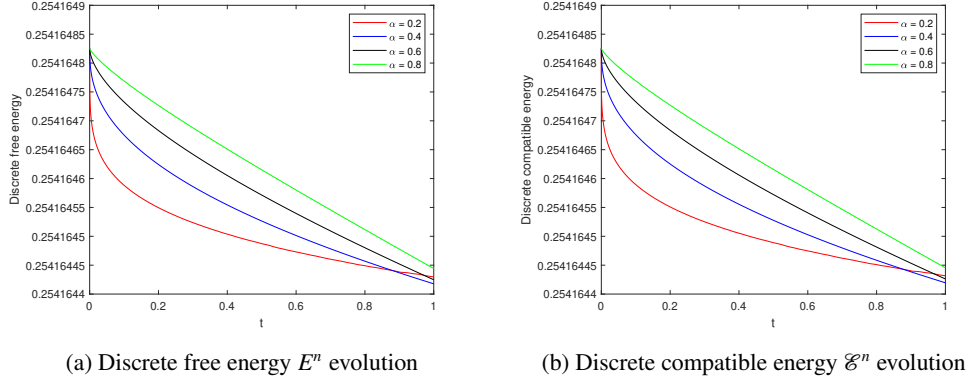 0.2541649
0.25416485
0.2541648
0.25416475
0.2541647
0.25416465
0.2541646
0.25416455
0.2541645
0.25416445
0.2541644
Discrete free energy
α = 0.2
α = 0.4
α = 0.6
α = 0.8
0 0.2 0.4 0.6 0.8 1
t
(a) Discrete free energy Eⁿ evolution
0.2541649
0.25416485
0.2541648
0.25416475
0.2541647
0.25416465
0.2541646
0.25416455
0.2541645
0.25416445
0.2541644
Discrete compatible energy
α = 0.2
α = 0.4
α = 0.6
α = 0.8
0 0.2 0.4 0.6 0.8 1
t
(b) Discrete compatible energy ℰⁿ evolution